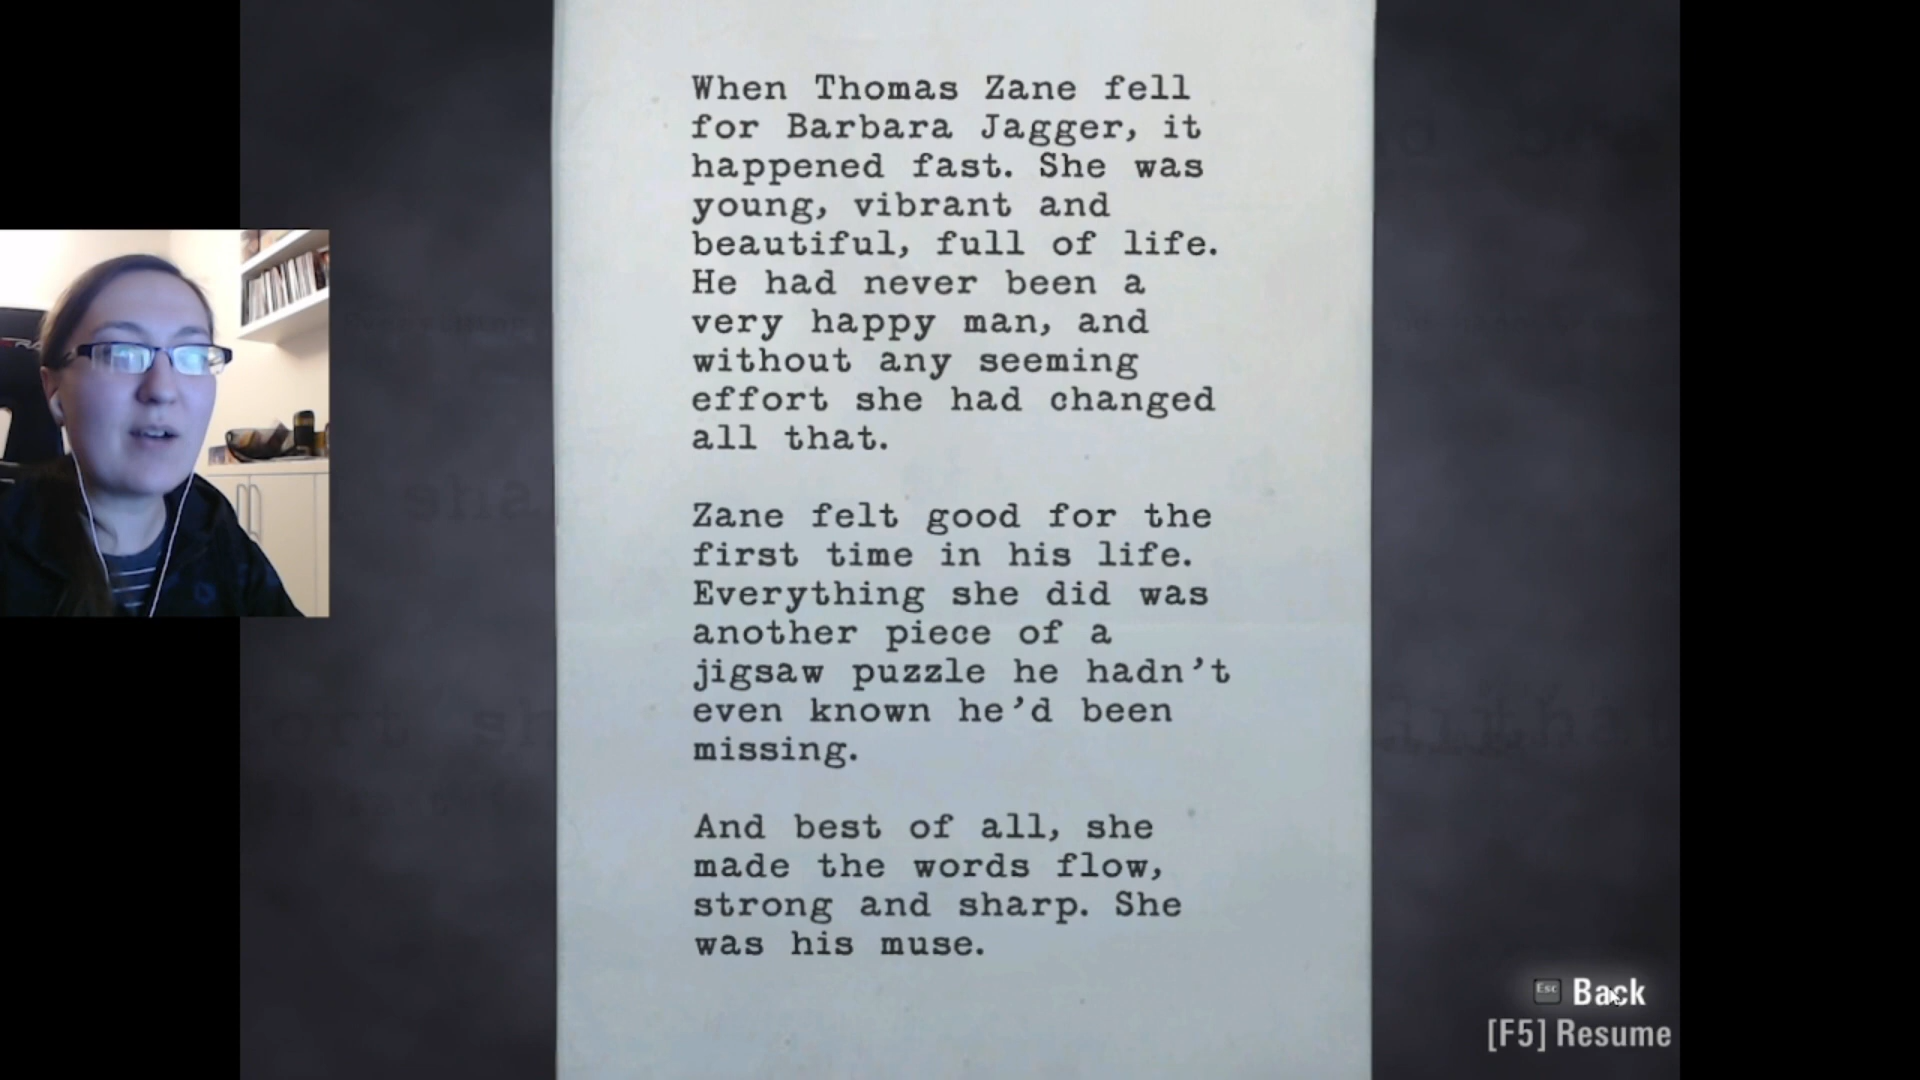 When Thomas Zane fell
for Barbara Jagger, it
happened fast. She was
young, vibrant and
beautiful, full of life.
He had never been a
very happy man, and
without any seeming
effort she had changed
all that.
Zane felt good for the
first time in his life.
Everything she did was
another piece of a
jigsaw puzzle he hadn't
even known he'd been
missing.
And best of all, she
made the words flow,
strong and sharp. She
was his muse.
Esc Back
[F5] Resume